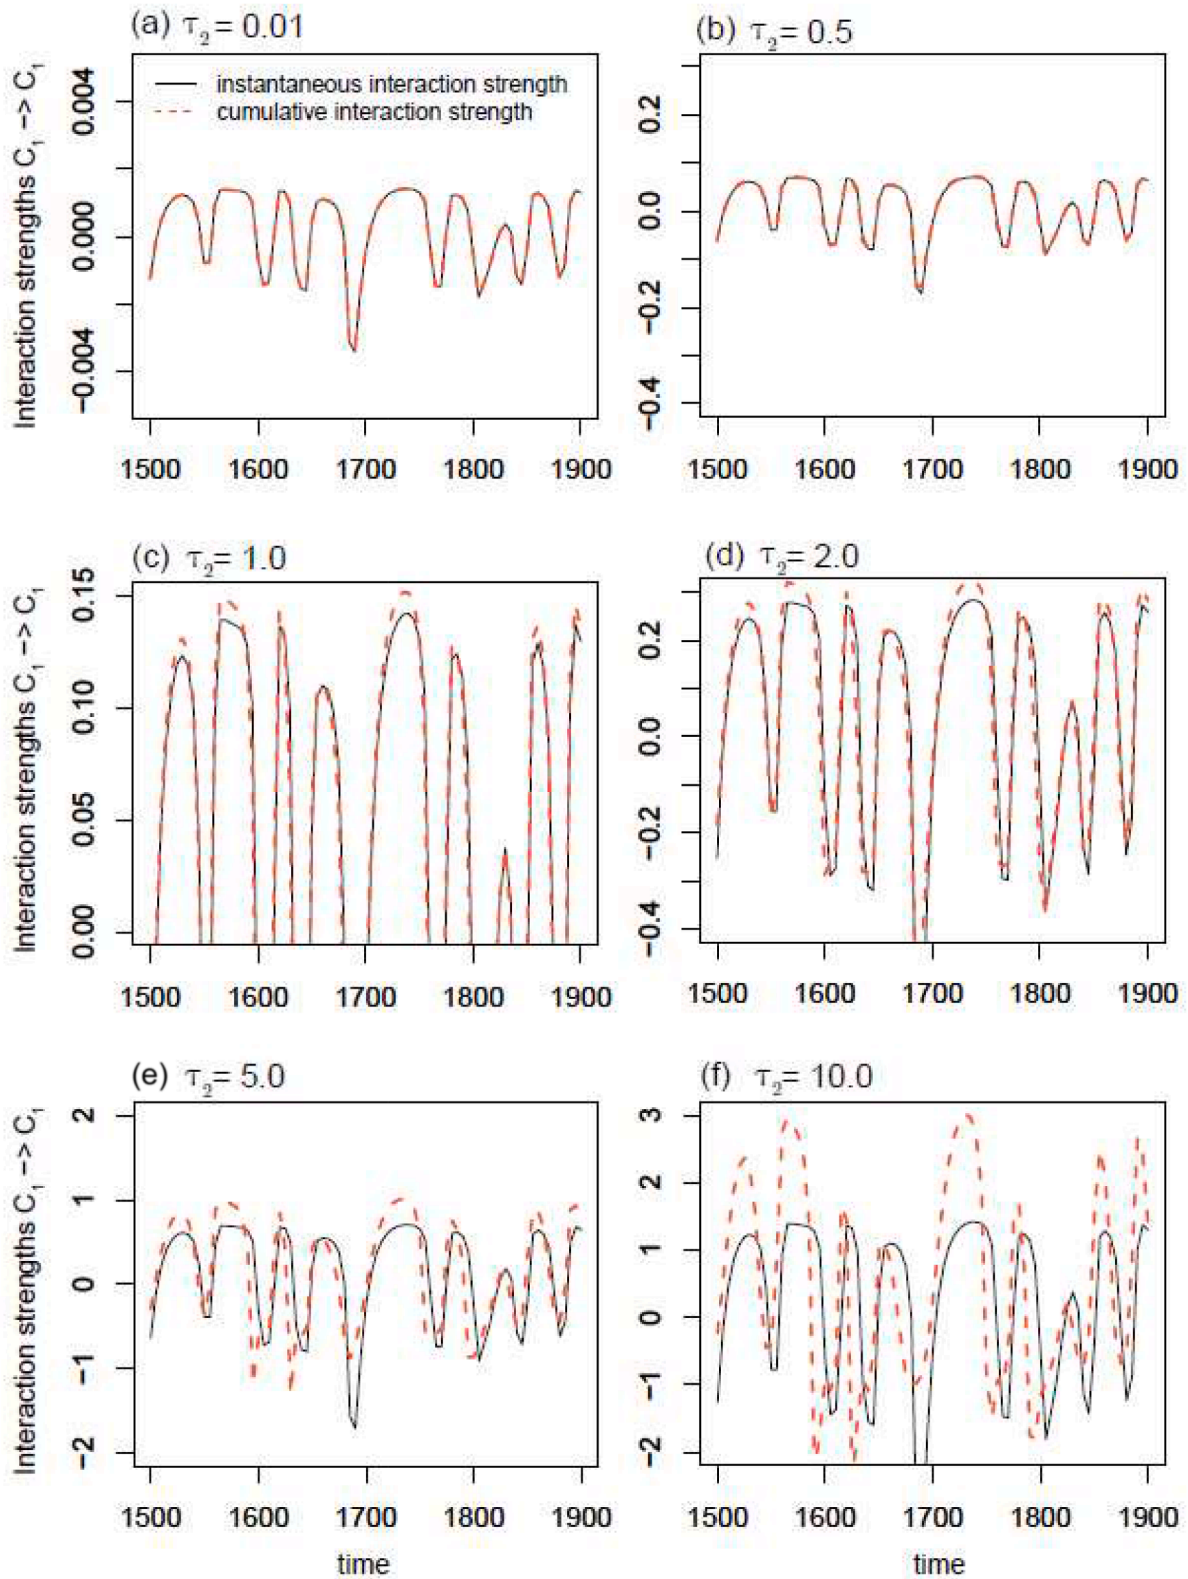 (a) τ2 = 0.01
(b) τ2 = 0.5
Interaction strengths C1 −> C1
0.004
0.000
−0.004
instantaneous interaction strength
cumulative interaction strength
1500 1600 1700 1800 1900
0.2
0.0
−0.2
−0.4
1500 1600 1700 1800 1900
(c) τ2= 1.0
(d) τ2= 2.0
Interaction strengths C1 −> C1
0.15
0.10
0.05
0.00
1500 1600 1700 1800 1900
0.2
0.0
−0.2
−0.4
1500 1600 1700 1800 1900
(e) τ2= 5.0
(f) τ2= 10.0
Interaction strengths C1 −> C1
2
1
0
−1
−2
1500 1600 1700 1800 1900
time
3
2
1
0
−1
−2
1500 1600 1700 1800 1900
time